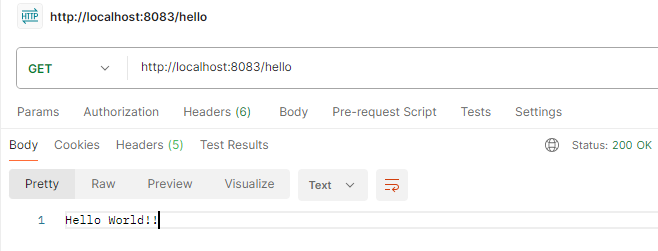 HTTP http://localhost:8083/hello
GET http://localhost:8083/hello
Params Authorization Headers (6) Body Pre-request Script Tests Settings
Body Cookies Headers (5) Test Results Status: 200 OK
Pretty Raw Preview Visualize Text
1 Hello World!!